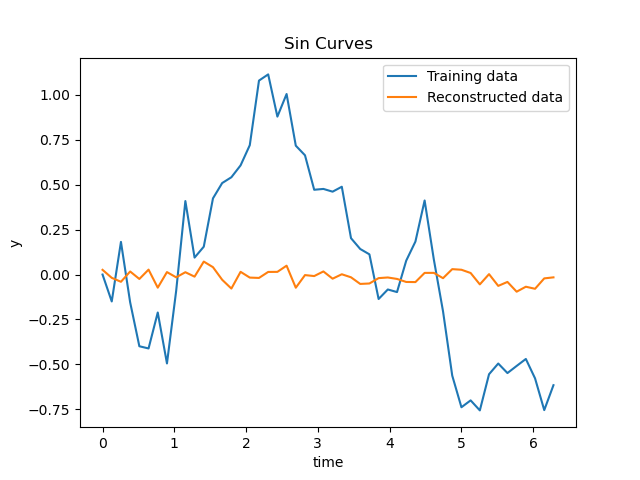 Sin Curves
Training data
Reconstructed data
1.00
0.75
0.50
0.25
0.00
−0.25
−0.50
−0.75
y
0 1 2 3 4 5 6
time